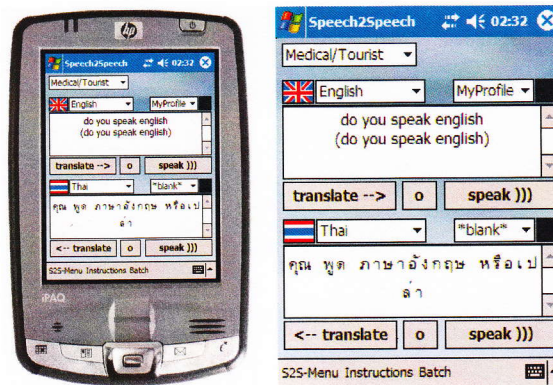 hp
Speech2Speech 02:32
Medical/Tourist
English MyProfile
do you speak english
(do you speak english)
translate --> o speak )))
Thai *blank*
คุณ พูด ภาษาอังกฤษ หรือเป
ล่า
<-- translate o speak )))
S2S-Menu Instructions Batch
iPAQ
Speech2Speech 02:32
Medical/Tourist
English MyProfile
do you speak english
(do you speak english)
translate --> o speak )))
Thai *blank*
คุณ พูด ภาษาอังกฤษ หรือเป
ล่า
<-- translate o speak )))
S2S-Menu Instructions Batch